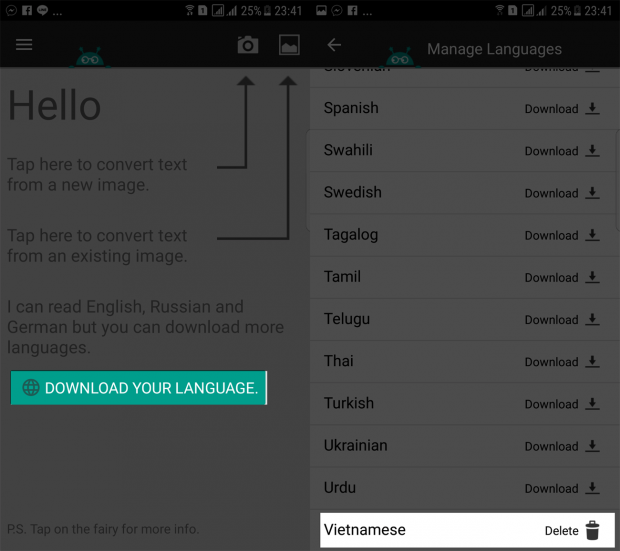 ... 25% 23:41
Hello
Tap here to convert text
from a new image.
Tap here to convert text
from an existing image.
I can read English, Russian and
German but you can download more
languages.
DOWNLOAD YOUR LANGUAGE.
P.S. Tap on the fairy for more info.
... 25% 23:41
Manage Languages
Slovenian
Spanish Download
Swahili Download
Swedish Download
Tagalog Download
Tamil Download
Telugu Download
Thai Download
Turkish Download
Ukrainian Download
Urdu Download
Vietnamese Delete